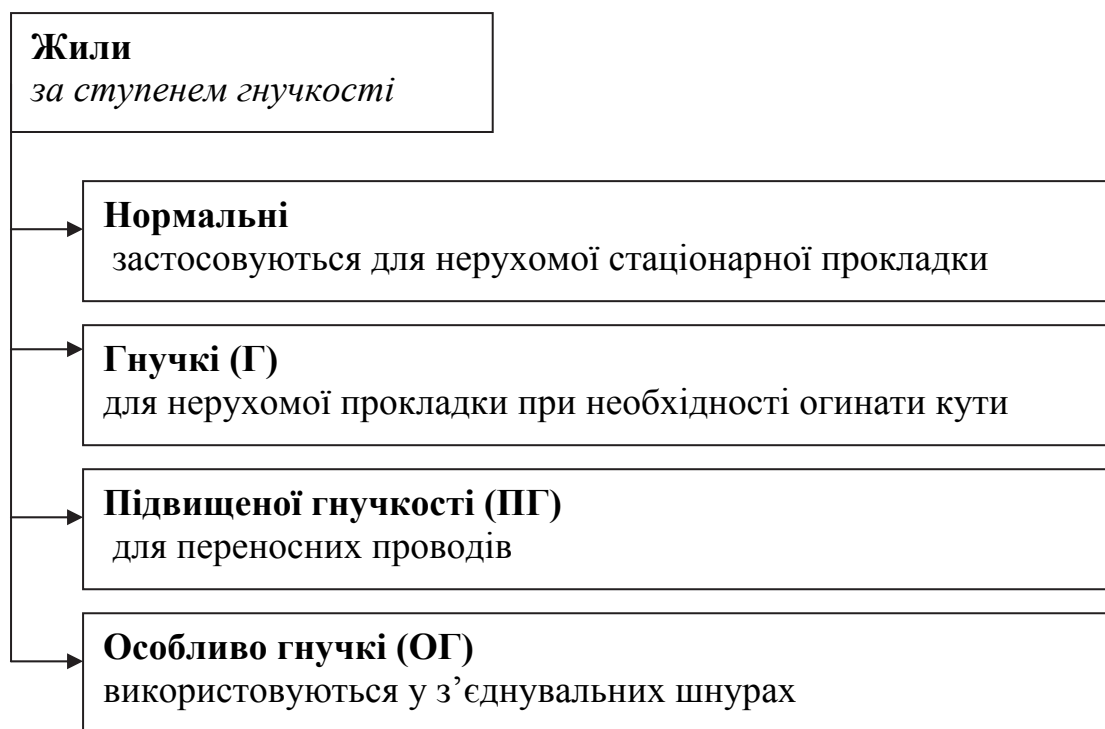 Жили
за ступенем гнучкості
Нормальні
застосовуються для нерухомої стаціонарної прокладки
Гнучкі (Г)
для нерухомої прокладки при необхідності огинати кути
Підвищеної гнучкості (ПГ)
для переносних проводів
Особливо гнучкі (ОГ)
використовуються у з’єднувальних шнурах